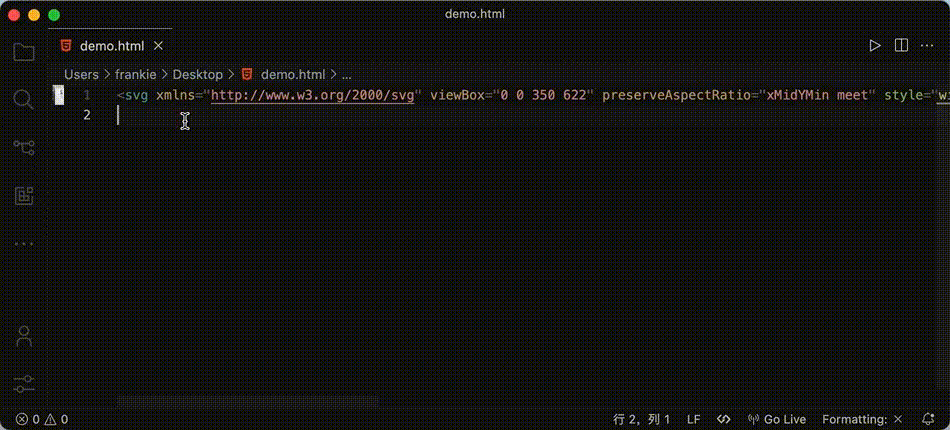 demo.html
demo.html
Users > frankie > Desktop > demo.html > ...
1 <svg xmlns="http://www.w3.org/2000/svg" viewBox="0 0 350 622" preserveAspectRatio="xMidYMin meet" style="wi
2
0 0 行 2，列 1 LF Go Live Formatting: ×